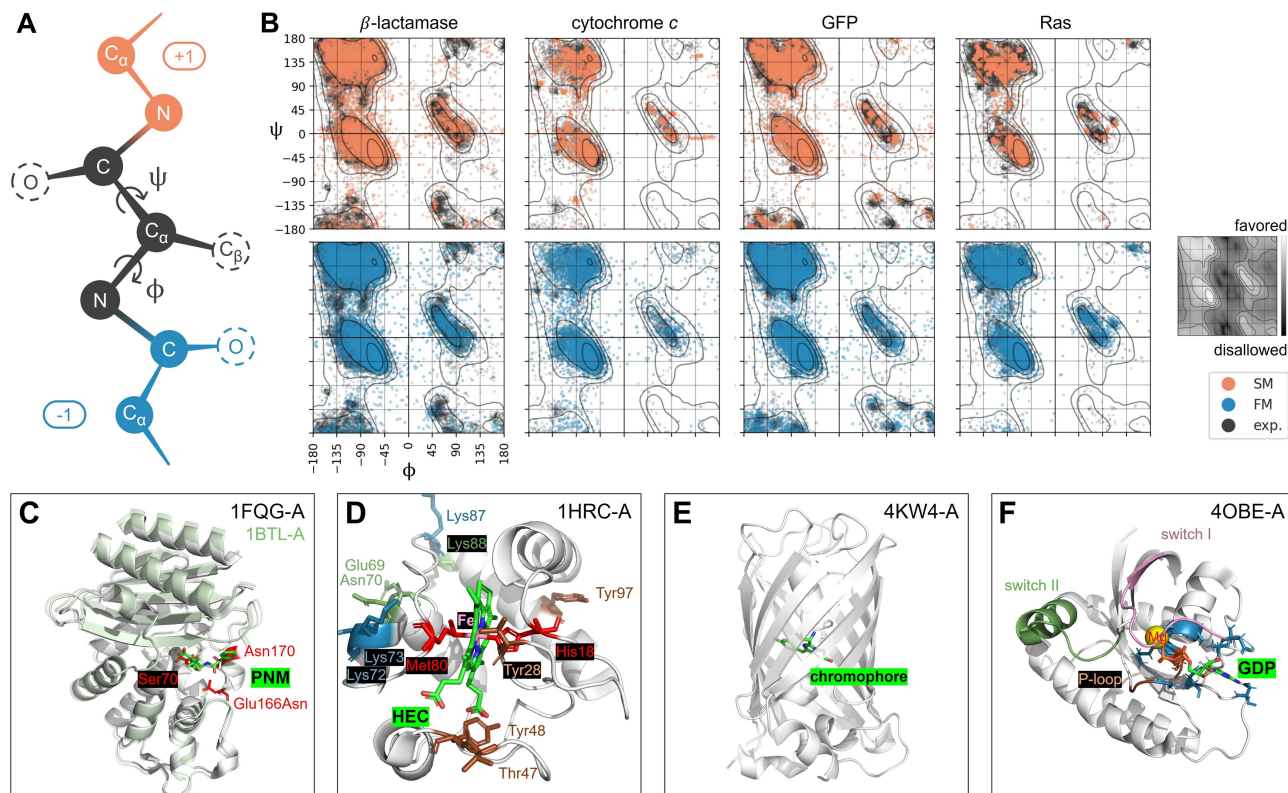 A
Cα
+1
N
C
O
ψ
Cα
Cβ
ϕ
N
C
O
Cα
-1
B
β-lactamase
cytochrome c
GFP
Ras
180
135
90
45
ψ
0
−45
−90
−135
−180
−180
−135
−90
−45
0
45
90
135
180
ϕ
favored
disallowed
SM
FM
exp.
C
1FQG-A
1BTL-A
Asn170
Ser70
PNM
Glu166Asn
D
1HRC-A
Lys87
Lys88
Glu69
Asn70
Tyr97
Fe
Lys73
Lys72
Met80
Tyr28
His18
HEC
Tyr48
Thr47
E
4KW4-A
chromophore
F
4OBE-A
switch I
switch II
Mg
P-loop
GDP